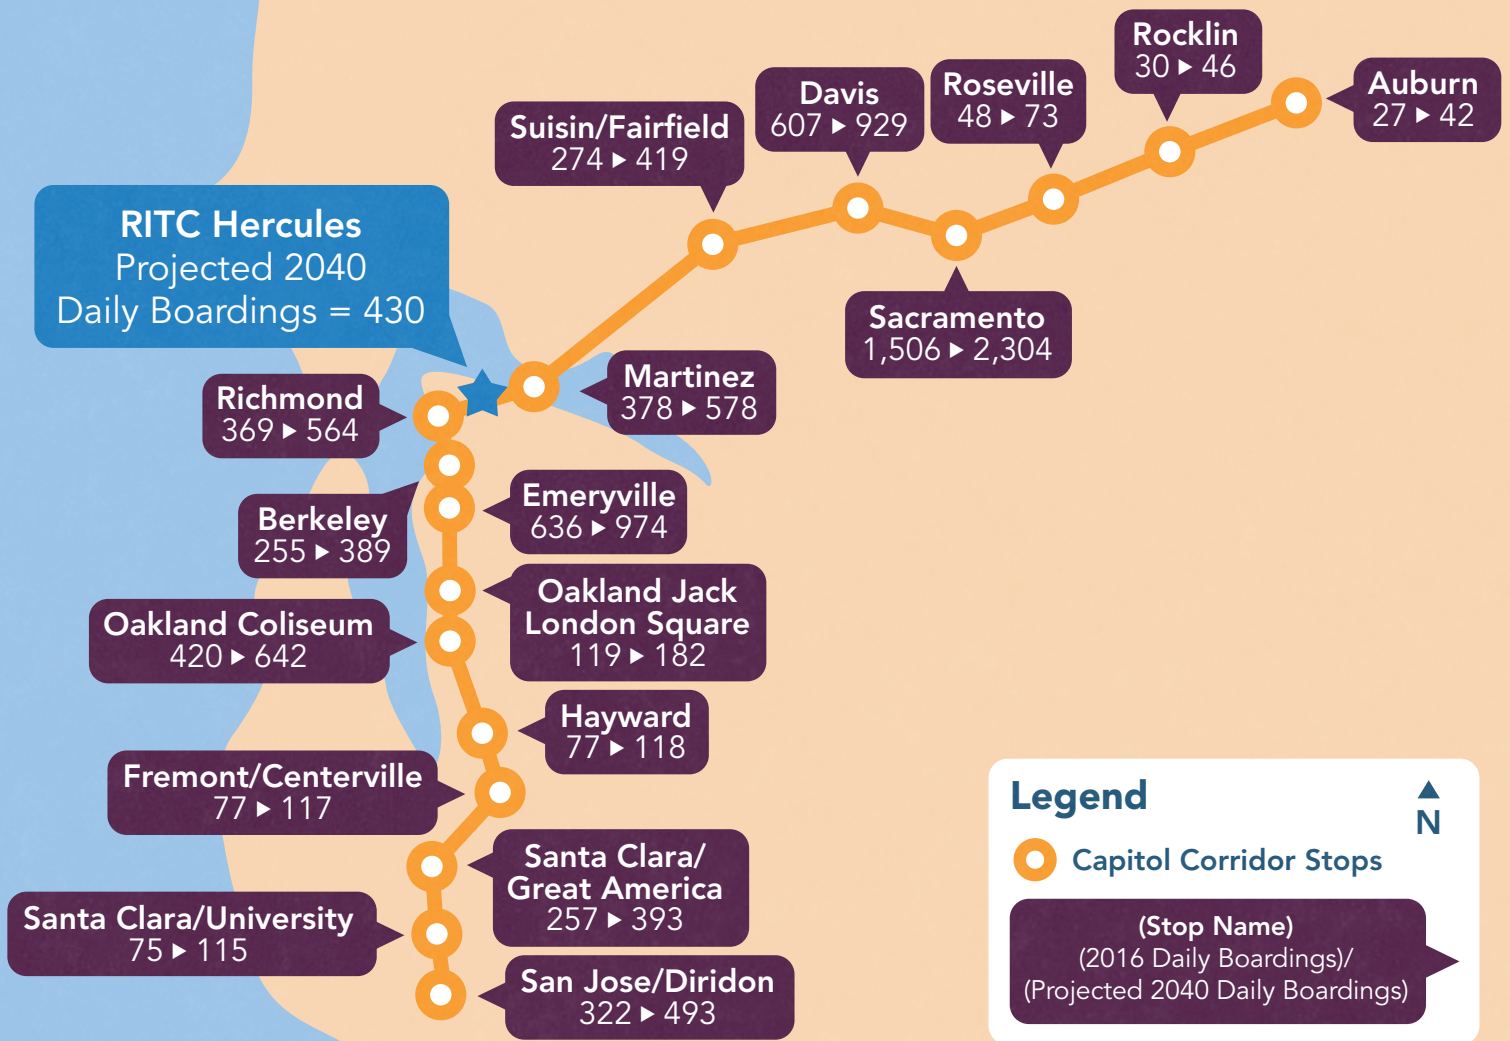 Rocklin
30 ▶ 46
Auburn
27 ▶ 42
Davis
607 ▶ 929
Roseville
48 ▶ 73
Suisin/Fairfield
274 ▶ 419
RITC Hercules
Projected 2040
Daily Boardings = 430
Sacramento
1,506 ▶ 2,304
Martinez
378 ▶ 578
Richmond
369 ▶ 564
Emeryville
636 ▶ 974
Berkeley
255 ▶ 389
Oakland Jack
London Square
119 ▶ 182
Oakland Coliseum
420 ▶ 642
Hayward
77 ▶ 118
Fremont/Centerville
77 ▶ 117
Santa Clara/
Great America
257 ▶ 393
Santa Clara/University
75 ▶ 115
San Jose/Diridon
322 ▶ 493
Legend
N
Capitol Corridor Stops
(Stop Name)
(2016 Daily Boardings)/
(Projected 2040 Daily Boardings)